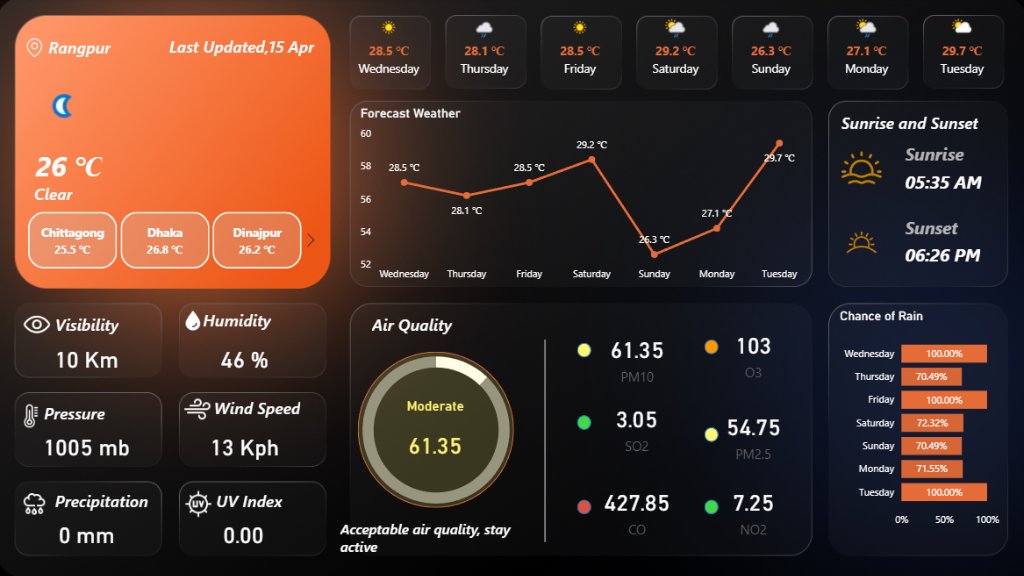 Rangpur
Last Updated,15 Apr
26 °C
Clear
Chittagong
25.5 °C
Dhaka
26.8 °C
Dinajpur
26.2 °C
28.5 °C
Wednesday
28.1 °C
Thursday
28.5 °C
Friday
29.2 °C
Saturday
26.3 °C
Sunday
27.1 °C
Monday
29.7 °C
Tuesday
Forecast Weather
60
58
56
54
52
28.5 °C
28.1 °C
28.5 °C
29.2 °C
26.3 °C
27.1 °C
29.7 °C
Wednesday Thursday Friday Saturday Sunday Monday Tuesday
Sunrise and Sunset
Sunrise
05:35 AM
Sunset
06:26 PM
Visibility
10 Km
Humidity
46 %
Pressure
1005 mb
Wind Speed
13 Kph
Precipitation
0 mm
UV
UV Index
0.00
Air Quality
Moderate
61.35
Acceptable air quality, stay
active
61.35
PM10
103
O3
3.05
SO2
54.75
PM2.5
427.85
CO
7.25
NO2
Chance of Rain
Wednesday 100.00%
Thursday 70.49%
Friday 100.00%
Saturday 72.32%
Sunday 70.49%
Monday 71.55%
Tuesday 100.00%
0% 50% 100%